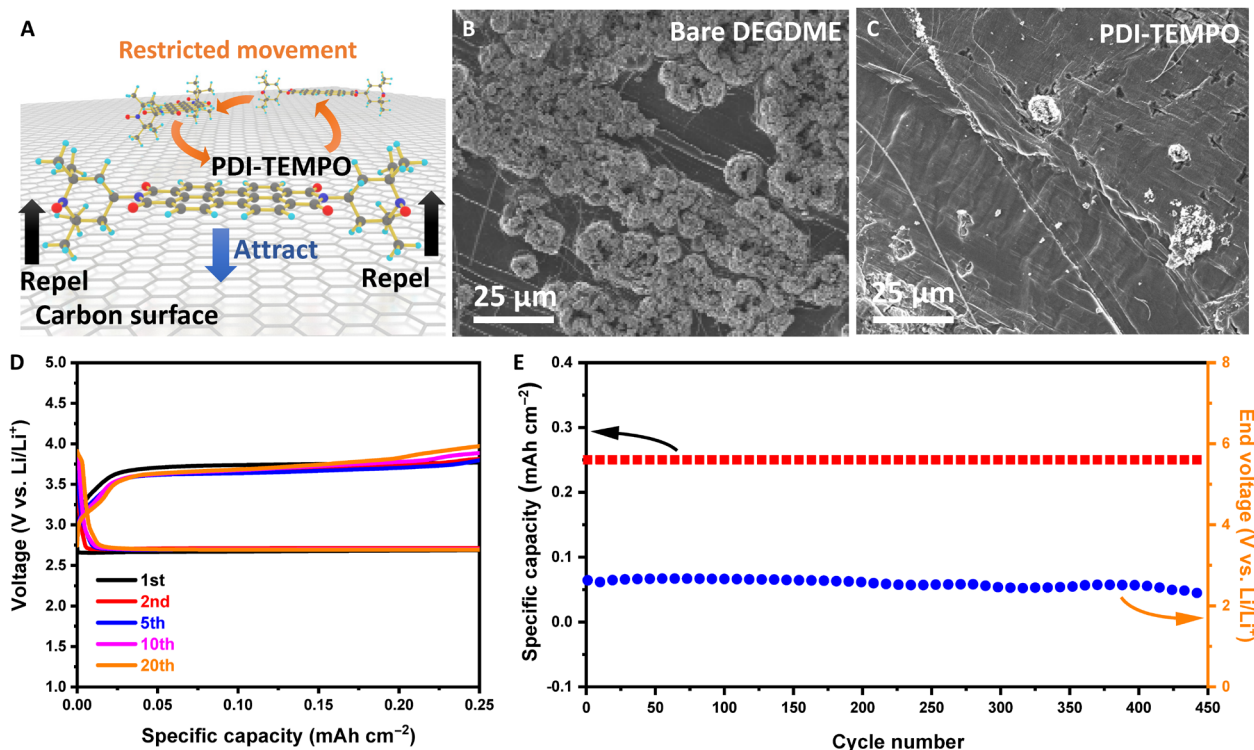 A
Restricted movement
PDI-TEMPO
Attract
Repel
Repel
Carbon surface
B
Bare DEGDME
25 μm
C
PDI-TEMPO
25 μm
D
Voltage (V vs. Li/Li⁺)
5.0
4.5
4.0
3.5
3.0
2.5
2.0
1.5
1.0
1st
2nd
5th
10th
20th
0.00
0.05
0.10
0.15
0.20
0.25
Specific capacity (mAh cm⁻²)
E
Specific capacity (mAh cm⁻²)
0.4
0.3
0.2
0.1
0.0
-0.1
0
50
100
150
200
250
300
350
400
450
Cycle number
8
6
4
2
0
End voltage (V vs. Li/Li⁺)